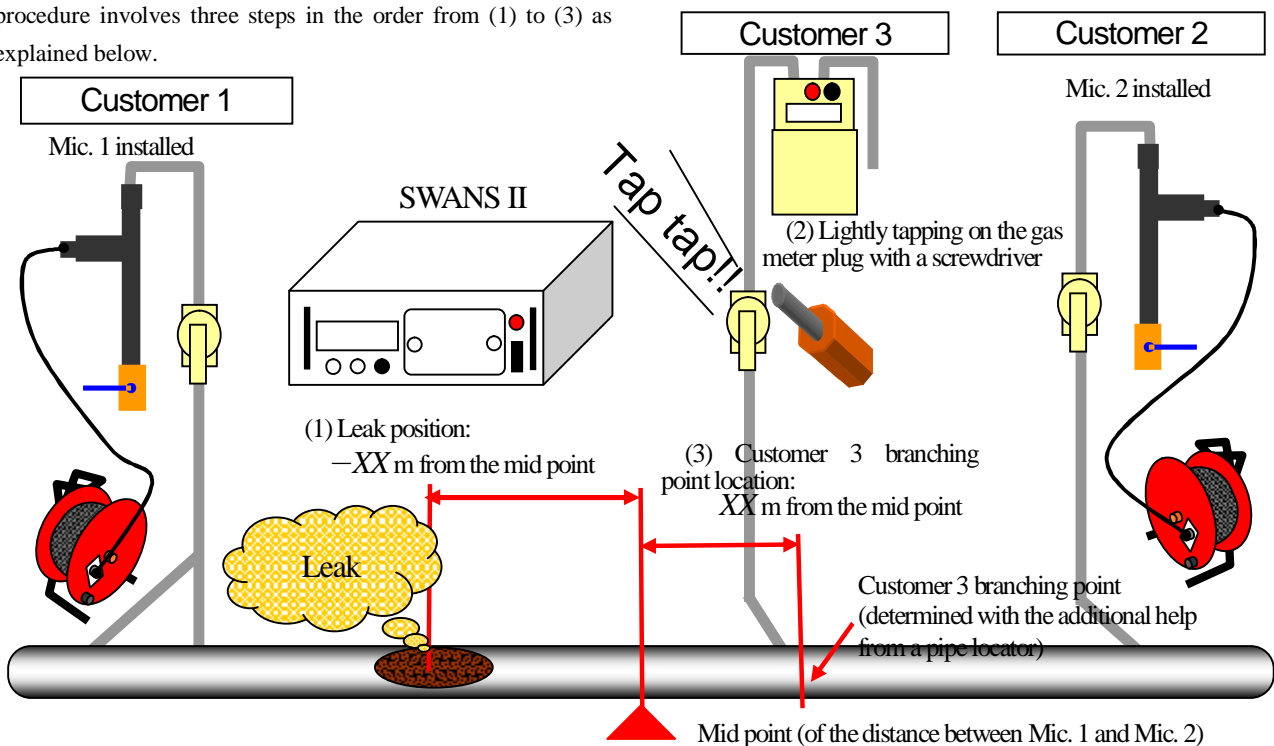 procedure involves three steps in the order from (1) to (3) as
explained below.
Customer 1
Mic. 1 installed
SWANS II
Tap tap!!!
Customer 3
(2) Lightly tapping on the gas
meter plug with a screwdriver
Customer 2
Mic. 2 installed
(1) Leak position:
−XX m from the mid point
(3) Customer 3 branching
point location:
XX m from the mid point
Leak
Customer 3 branching point
(determined with the additional help
from a pipe locator)
Mid point (of the distance between Mic. 1 and Mic. 2)